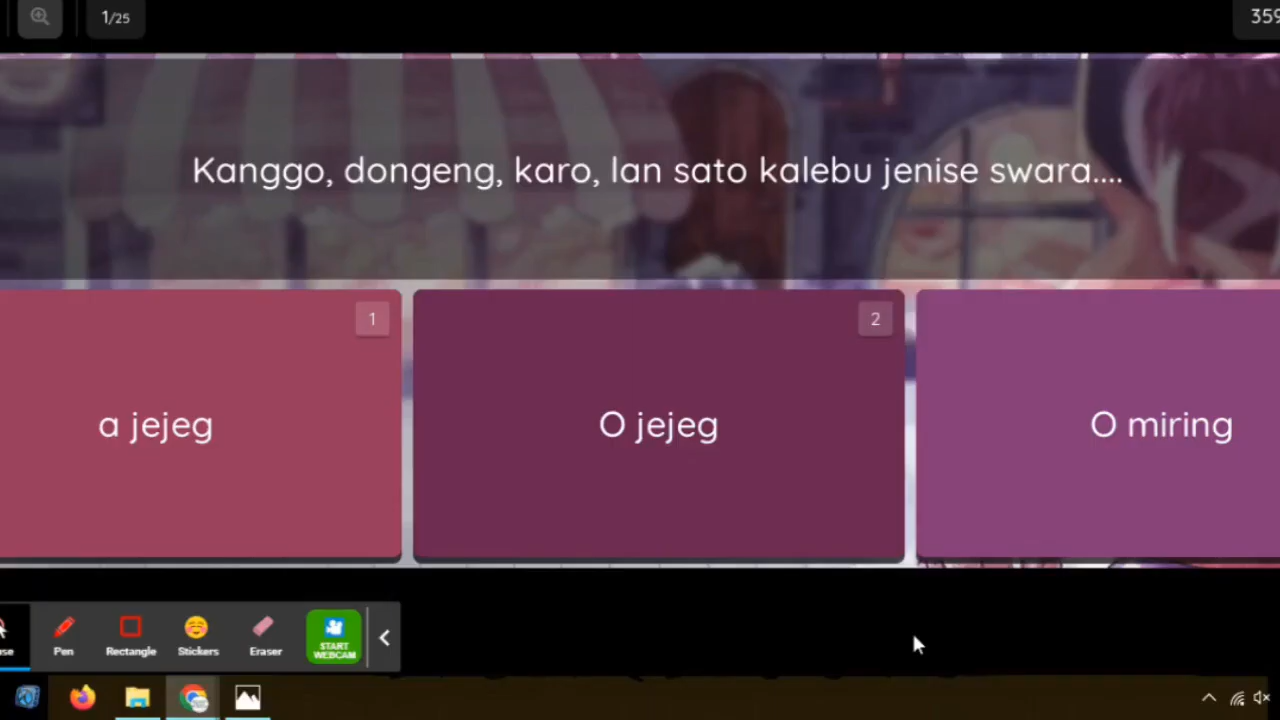 1/25
359
Kanggo, dongeng, karo, lan sato kalebu jenise swara....
1
2
a jejeg
O jejeg
O miring
Pen
Rectangle
Stickers
Eraser
START
WEBCAM